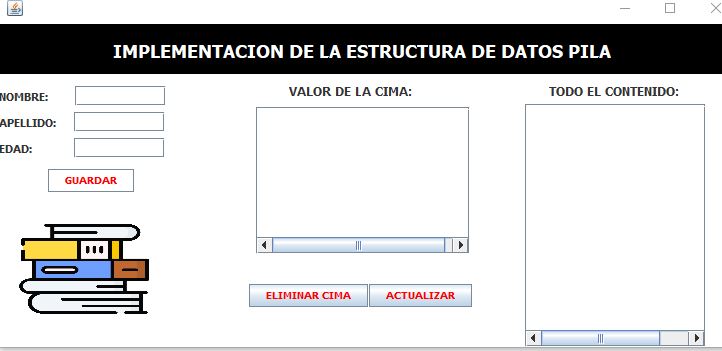 IMPLEMENTACION DE LA ESTRUCTURA DE DATOS PILA
NOMBRE:
APELLIDO:
EDAD:
GUARDAR
VALOR DE LA CIMA:
ELIMINAR CIMA
ACTUALIZAR
TODO EL CONTENIDO: